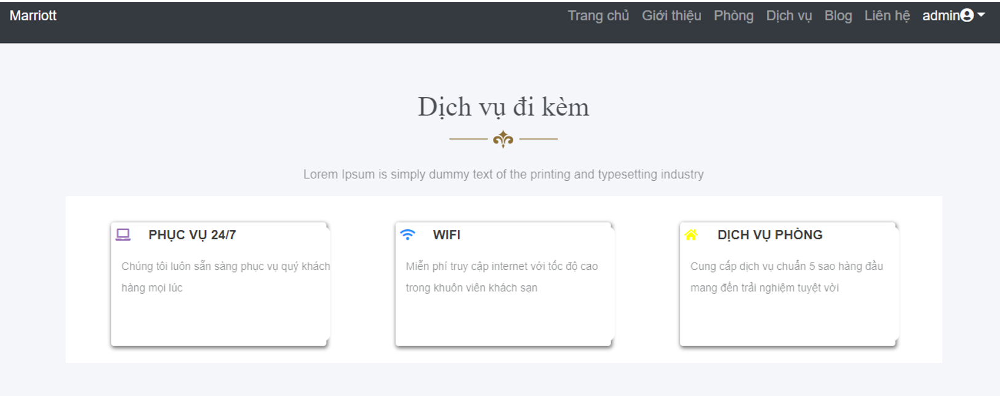 Marriott Trang chủ Giới thiệu Phòng Dịch vụ Blog Liên hệ admin
Dịch vụ đi kèm
Lorem Ipsum is simply dummy text of the printing and typesetting industry
PHỤC VỤ 24/7
Chúng tôi luôn sẵn sàng phục vụ quý khách
hàng mọi lúc
WIFI
Miễn phí truy cập internet với tốc độ cao
trong khuôn viên khách sạn
DỊCH VỤ PHÒNG
Cung cấp dịch vụ chuẩn 5 sao hàng đầu
mang đến trải nghiệm tuyệt vời